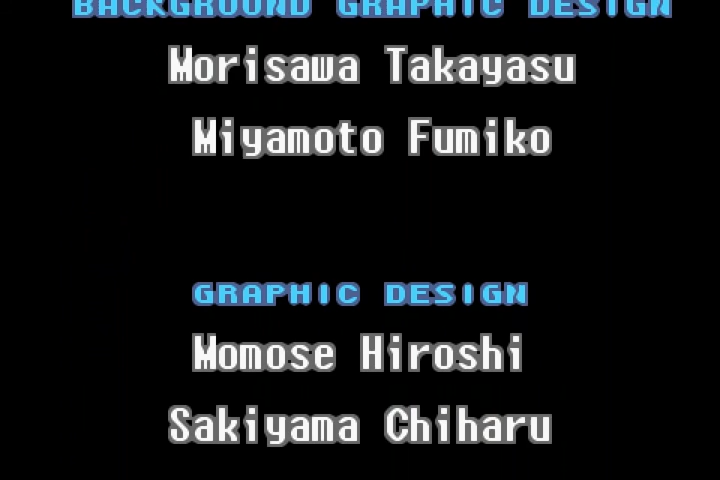 BACKGROUND GRAPHIC DESIGN
Morisawa Takayasu
Miyamoto Fumiko
GRAPHIC DESIGN
Momose Hiroshi
Sakiyama Chiharu